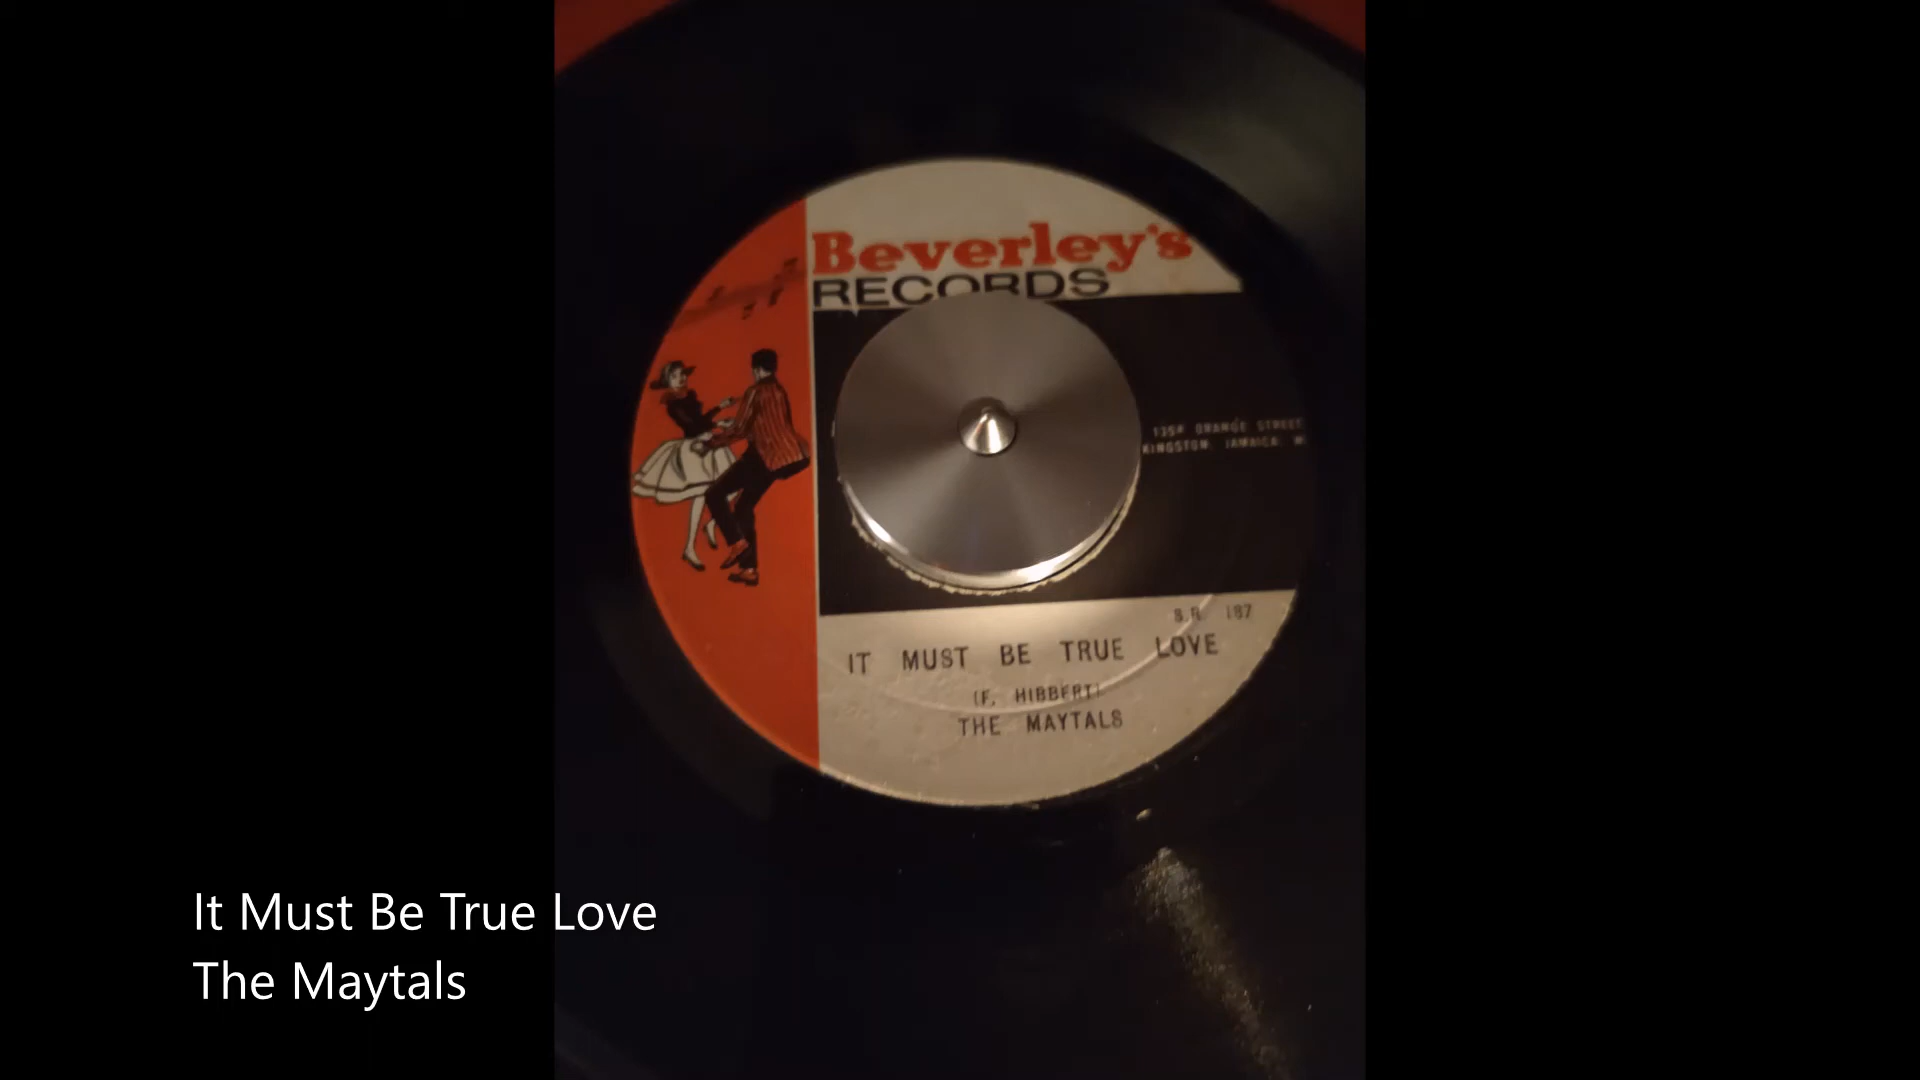 Beverley's
RECORDS
ORANGE STREET
KINGSTON, JAMAICA. W
S.R. 187
IT MUST BE TRUE LOVE
(F. HIBBERT)
THE MAYTALS
It Must Be True Love
The Maytals